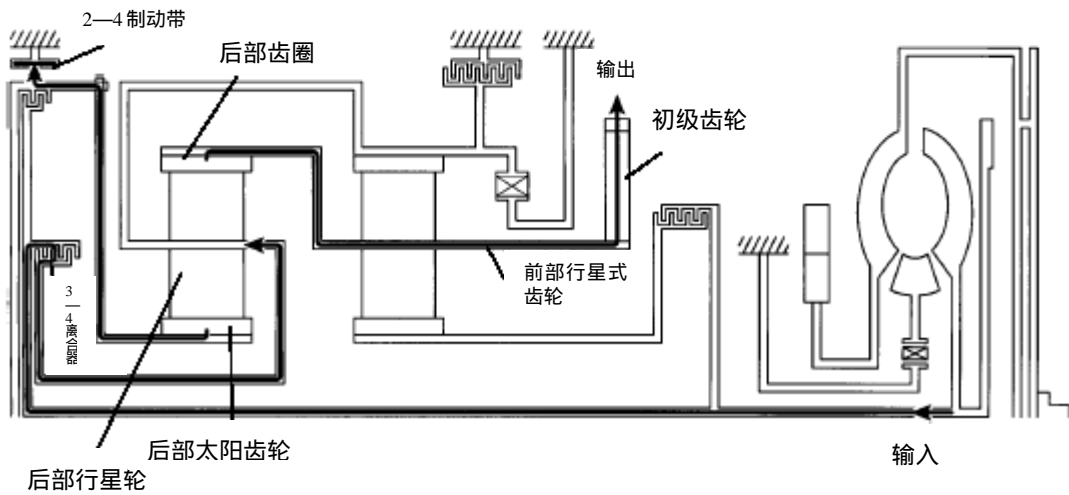 2—4 制动带
后部齿圈
输出
初级齿轮
前部行星式
齿轮
3
—
4
离
合
器
后部太阳齿轮
输入
后部行星轮